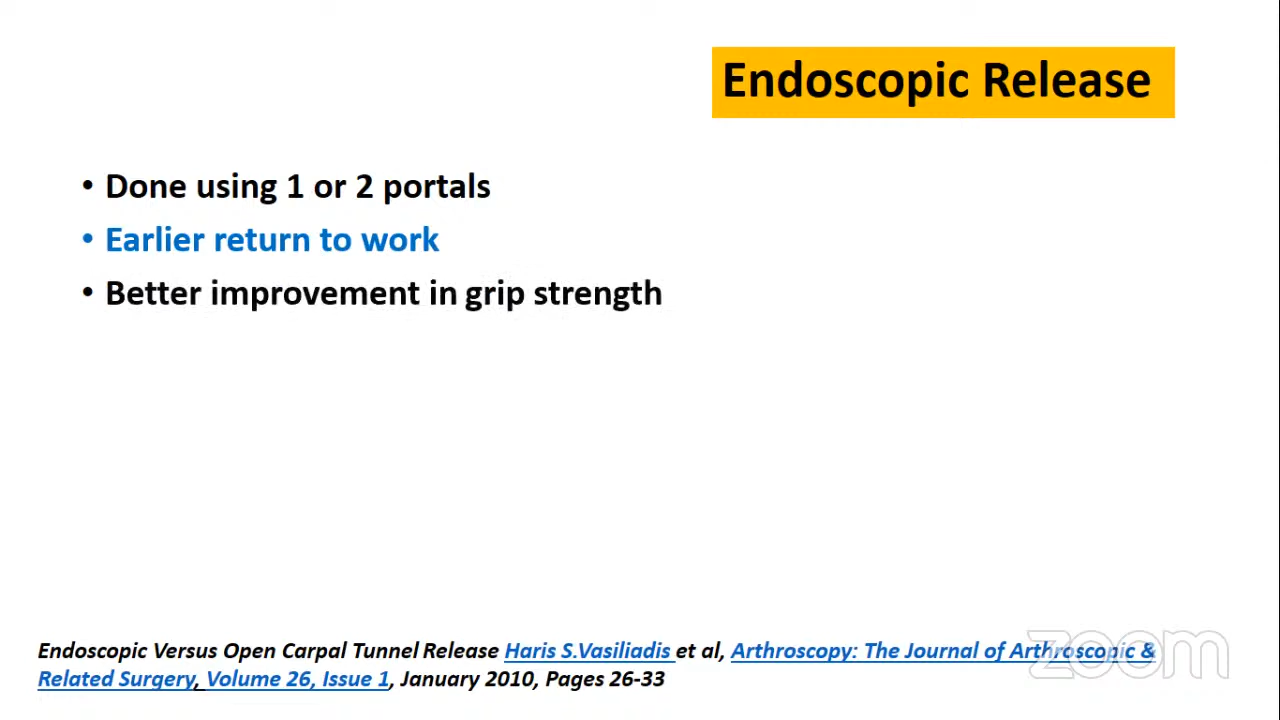 Endoscopic Release
• Done using 1 or 2 portals
• Earlier return to work
• Better improvement in grip strength
Endoscopic Versus Open Carpal Tunnel Release Haris S.Vasiliadis et al, Arthroscopy: The Journal of Arthroscopic &
Related Surgery, Volume 26, Issue 1, January 2010, Pages 26-33
zoom